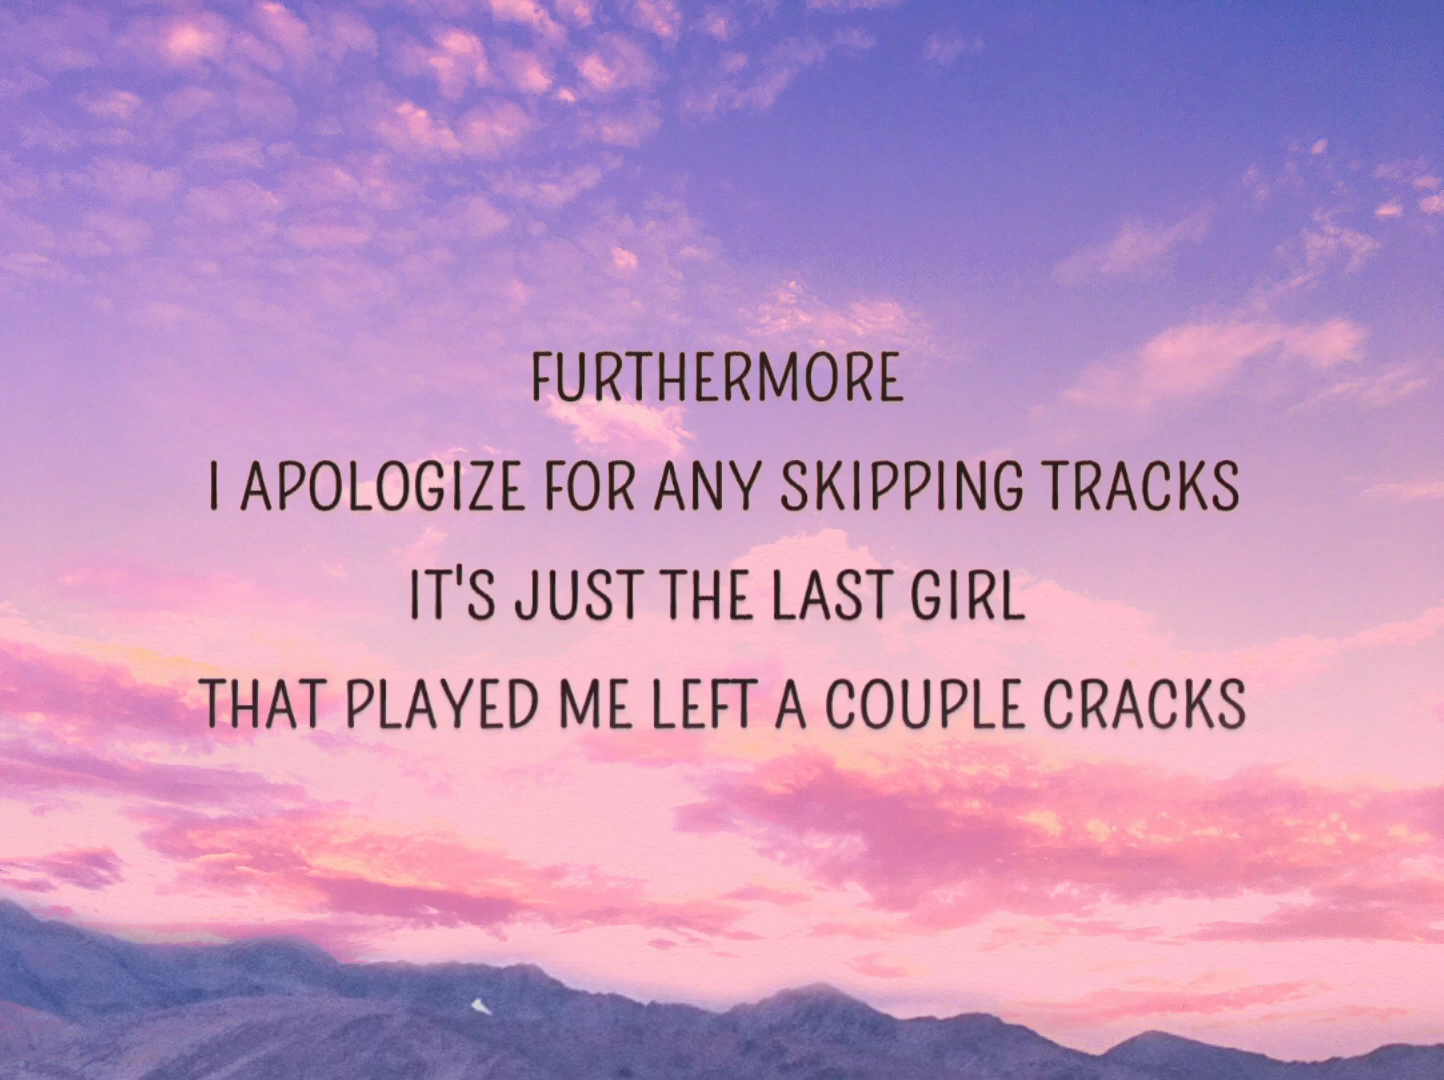 FURTHERMORE
I APOLOGIZE FOR ANY SKIPPING TRACKS
IT'S JUST THE LAST GIRL
THAT PLAYED ME LEFT A COUPLE CRACKS